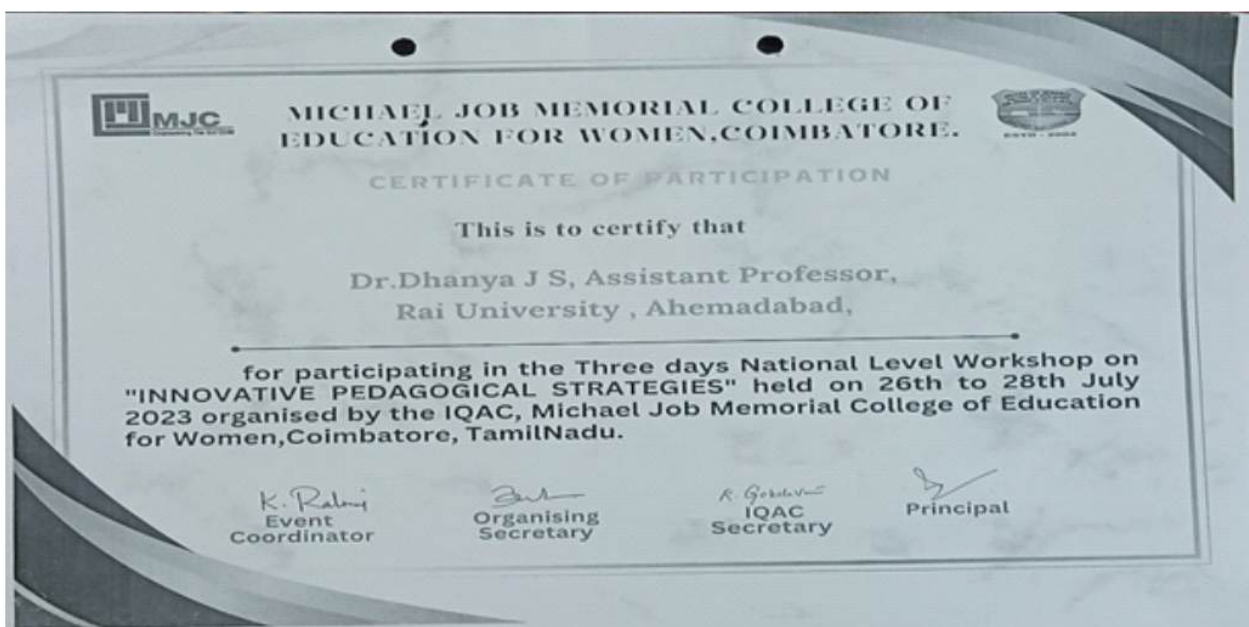 MJC
MICHAEL JOB MEMORIAL COLLEGE OF
EDUCATION FOR WOMEN,COIMBATORE.
ESTD - 2004
CERTIFICATE OF PARTICIPATION
This is to certify that
Dr.Dhanya J S, Assistant Professor,
Rai University , Ahemadabad,
for participating in the Three days National Level Workshop on
"INNOVATIVE PEDAGOGICAL STRATEGIES" held on 26th to 28th July
2023 organised by the IQAC, Michael Job Memorial College of Education
for Women,Coimbatore, TamilNadu.
Event
Coordinator
Organising
Secretary
IQAC
Secretary
Principal